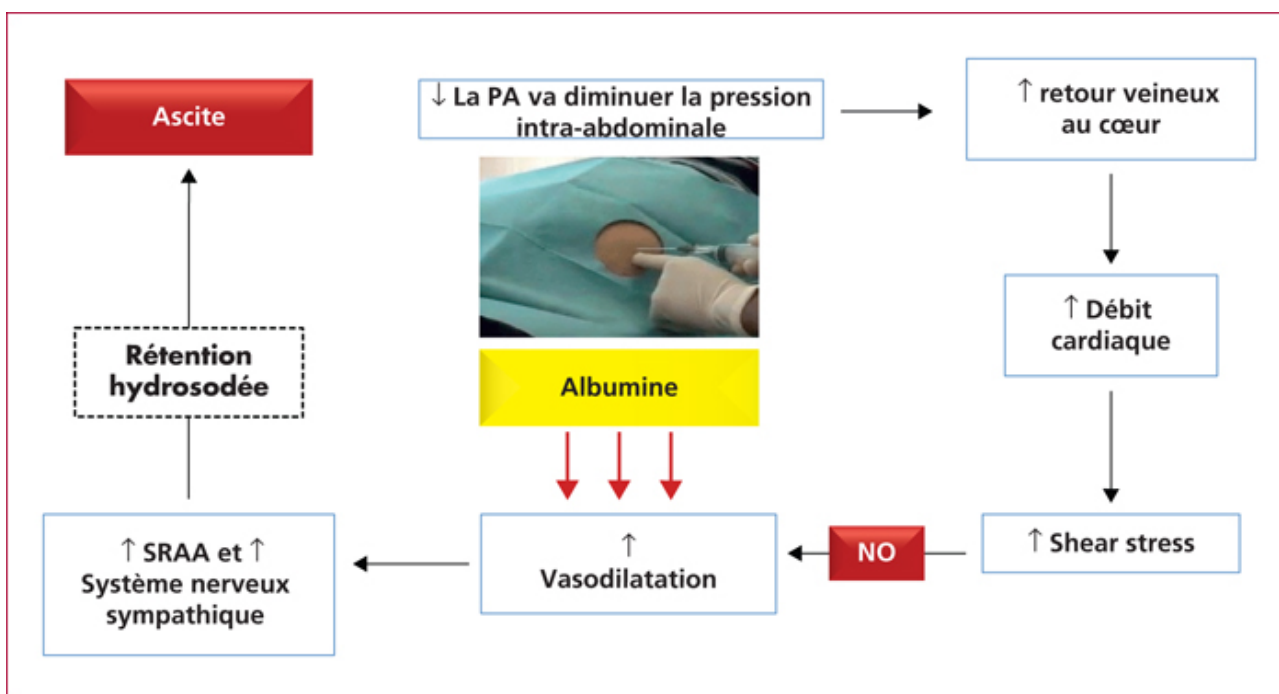 Ascite
↓ La PA va diminuer la pression
intra-abdominale
↑ retour veineux
au cœur
↑ Débit
cardiaque
↑ Shear stress
NO
Albumine
↑
Vasodilatation
↑ SRAA et ↑
Système nerveux
sympathique
Rétention
hydrosodée